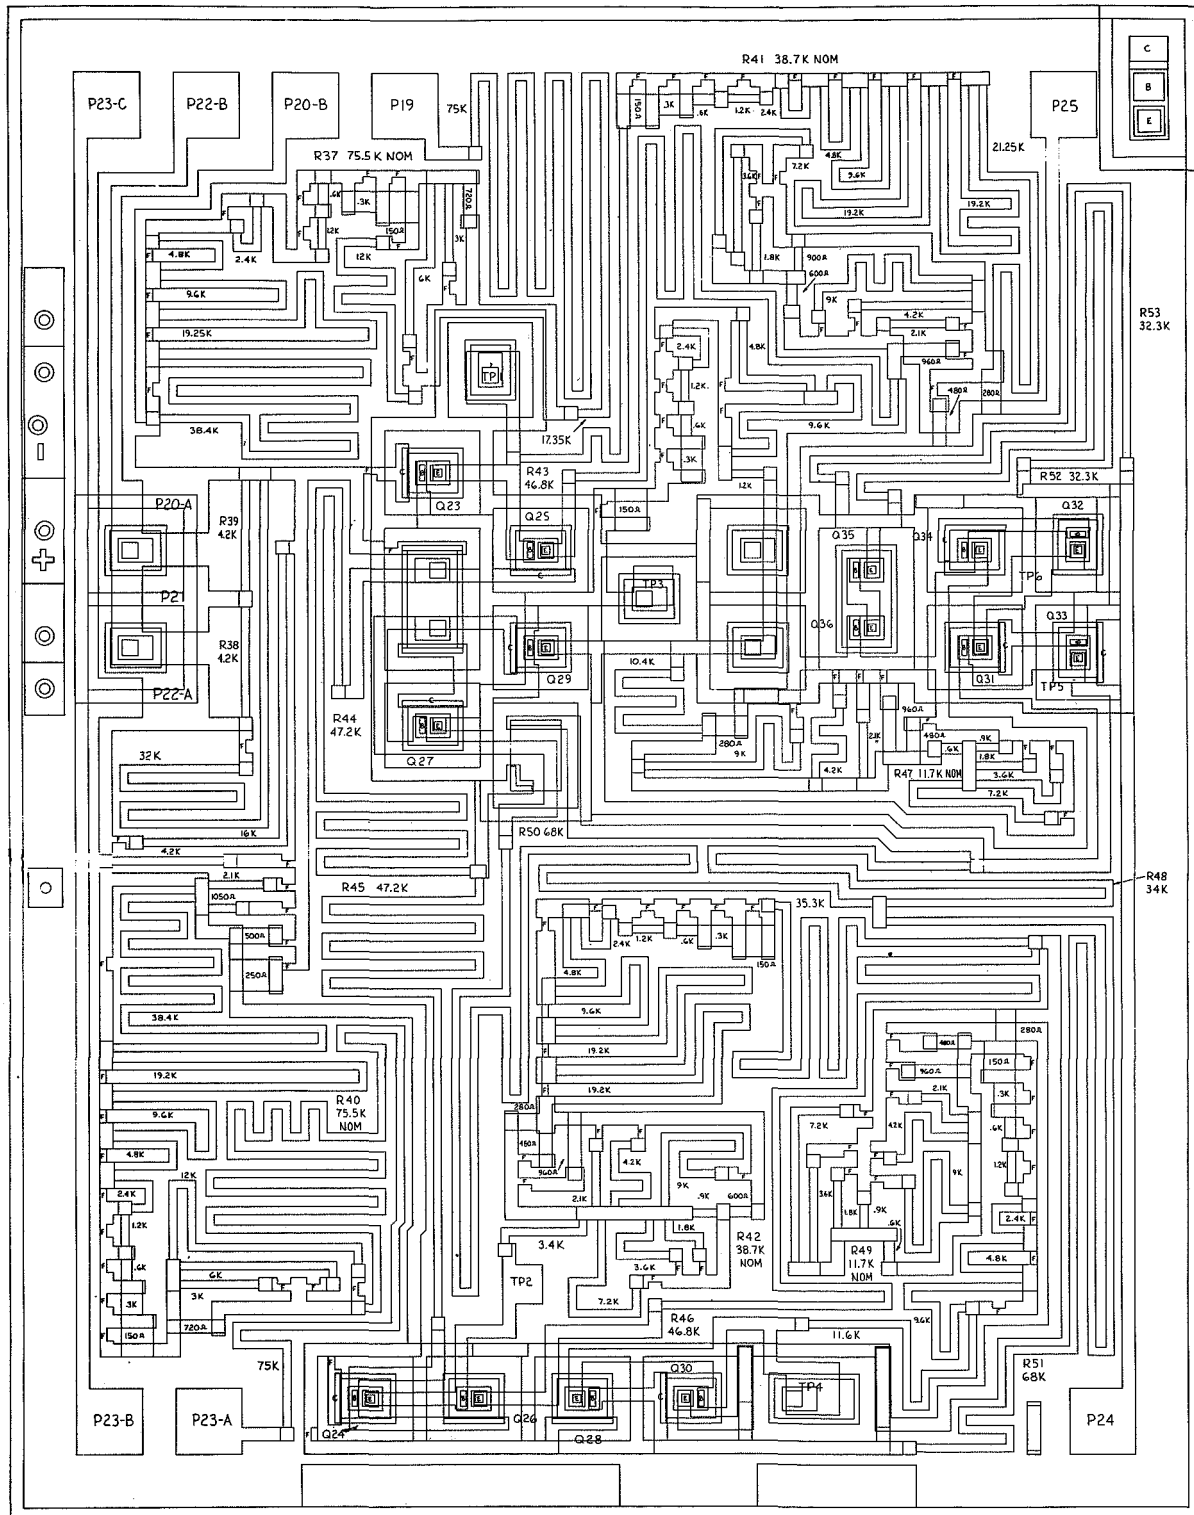 R41 38.7K NOM
C
B
E
P23-C
P22-B
P20-B
P19
75K
150Ω
.3K
.6K
1.2K
2.4K
P25
R37 75.5K NOM
4.8K
9.6K
19.2K
19.2K
21.25K
7.2K
3.6K
.6K
.3K
150Ω
720Ω
3K
12K
6K
1.8K
900Ω
600Ω
4.8K
2.4K
9.6K
19.25K
38.4K
9K
4.2K
2.1K
960Ω
480Ω
280Ω
R53
32.3K
TP1
17.35K
2.4K
1.2K
.6K
.3K
150Ω
4.8K
9.6K
1.2K
R43
46.8K
Q23
R52 32.3K
P20-A
R39
4.2K
Q25
Q35
Q34
Q32
P21
TP3
TP6
R38
4.2K
P22-A
Q36
Q33
Q29
10.4K
Q31
TP5
R44
47.2K
Q27
32K
280Ω
9K
4.2K
2.1K
960Ω
480Ω
.6K
.9K
1.8K
3.6K
7.2K
R47 11.7K NOM
16K
4.2K
R50 68K
2.1K
1050Ω
500Ω
250Ω
R45 47.2K
R48
34K
35.3K
2.4K
1.2K
.6K
.3K
150Ω
4.8K
9.6K
19.2K
19.2K
38.4K
19.2K
9.6K
4.8K
2.4K
1.2K
.6K
.3K
150Ω
R40
75.5K
NOM
12K
6K
3K
720Ω
280Ω
480Ω
960Ω
2.1K
4.2K
9K
.9K
600Ω
1.8K
3.4K
3.6K
7.2K
R42
38.7K
NOM
280Ω
480Ω
960Ω
150Ω
2.1K
.3K
.6K
1.2K
2.4K
4.8K
9.6K
7.2K
4.2K
9K
3.6K
1.8K
.9K
.6K
R49
11.7K
NOM
TP2
R46
46.8K
11.6K
75K
R51
68K
Q30
TP4
P23-B
P23-A
Q24
Q26
Q28
P24